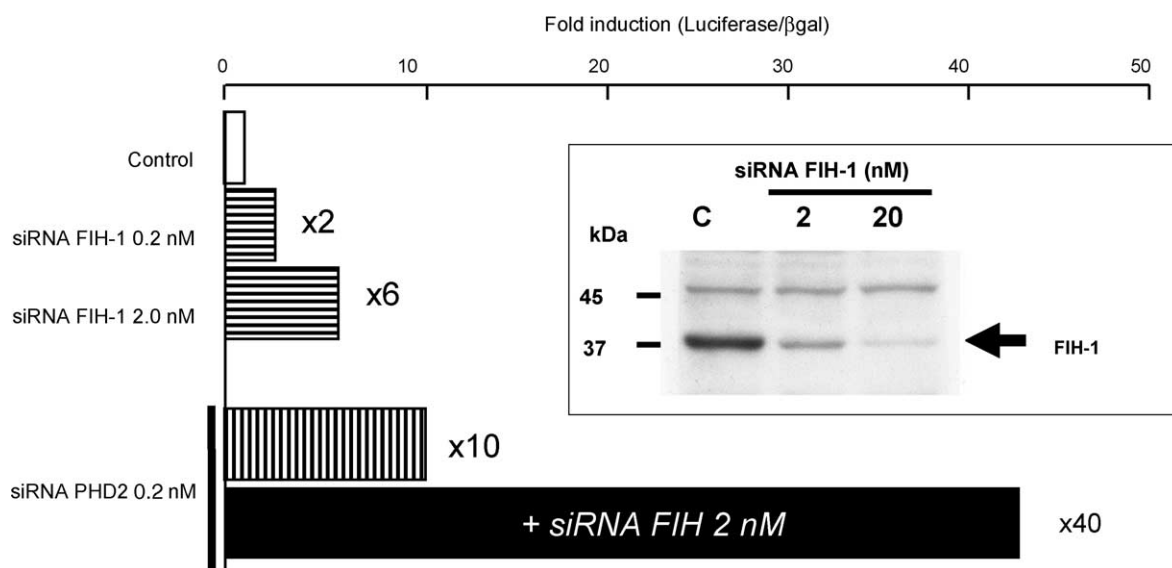 Fold induction (Luciferase/βgal)
0 10 20 30 40 50
Control
siRNA FIH-1 0.2 nM
x2
siRNA FIH-1 2.0 nM
x6
siRNA FIH-1 (nM)
C 2 20
kDa
45
37
FIH-1
siRNA PHD2 0.2 nM
x10
+ siRNA FIH 2 nM
x40